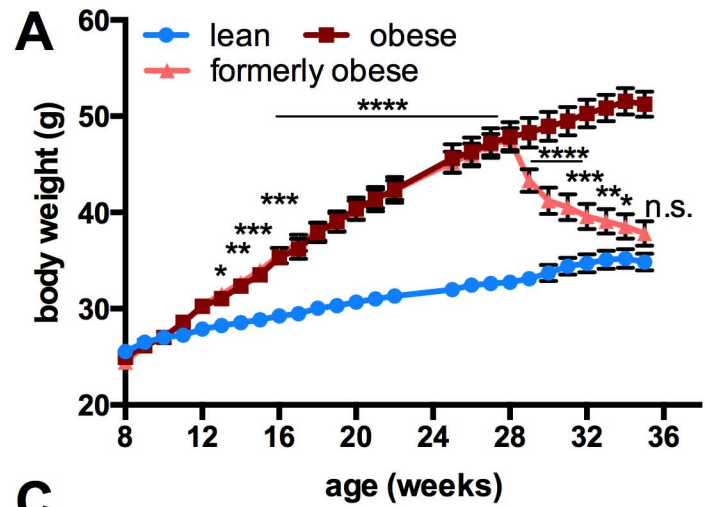 A
60
lean obese
formerly obese
50
****
****
***
***
**
*
***
**
*
n.s.
40
30
20
body weight (g)
8 12 16 20 24 28 32 36
age (weeks)
C